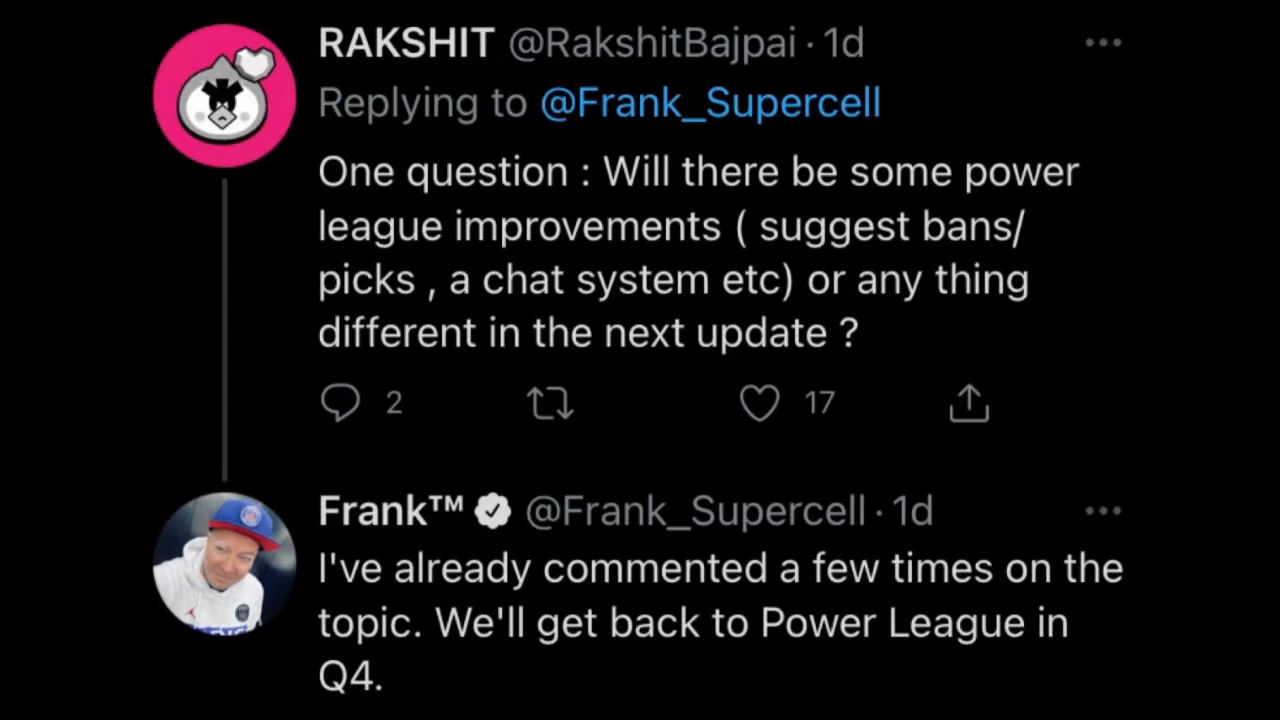 RAKSHIT @RakshitBajpai · 1d
Replying to @Frank_Supercell
One question : Will there be some power
league improvements ( suggest bans/
picks , a chat system etc) or any thing
different in the next update ?
2 17
Frank™ @Frank_Supercell · 1d
I've already commented a few times on the
topic. We'll get back to Power League in
Q4.